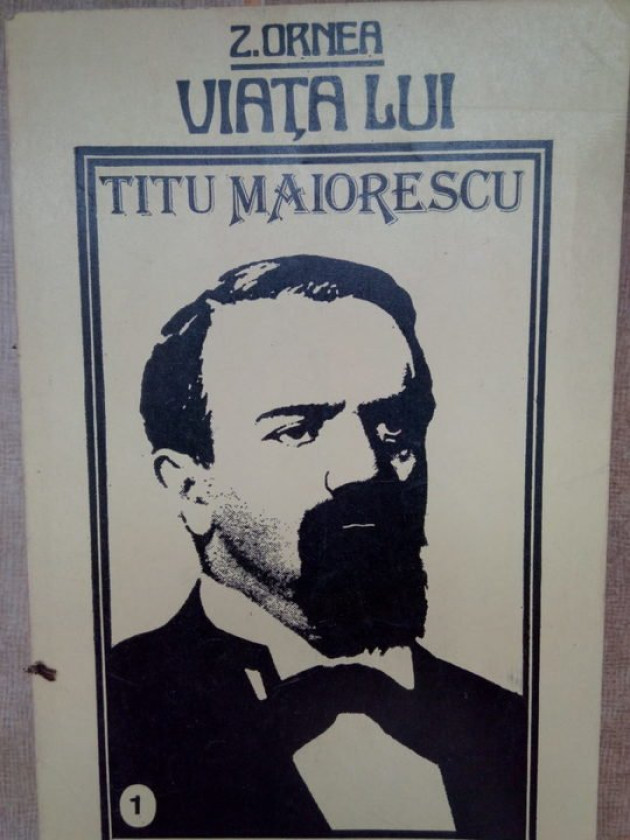 Z.ORNEA
VIAȚA LUI
TITU MAIORESCU
1